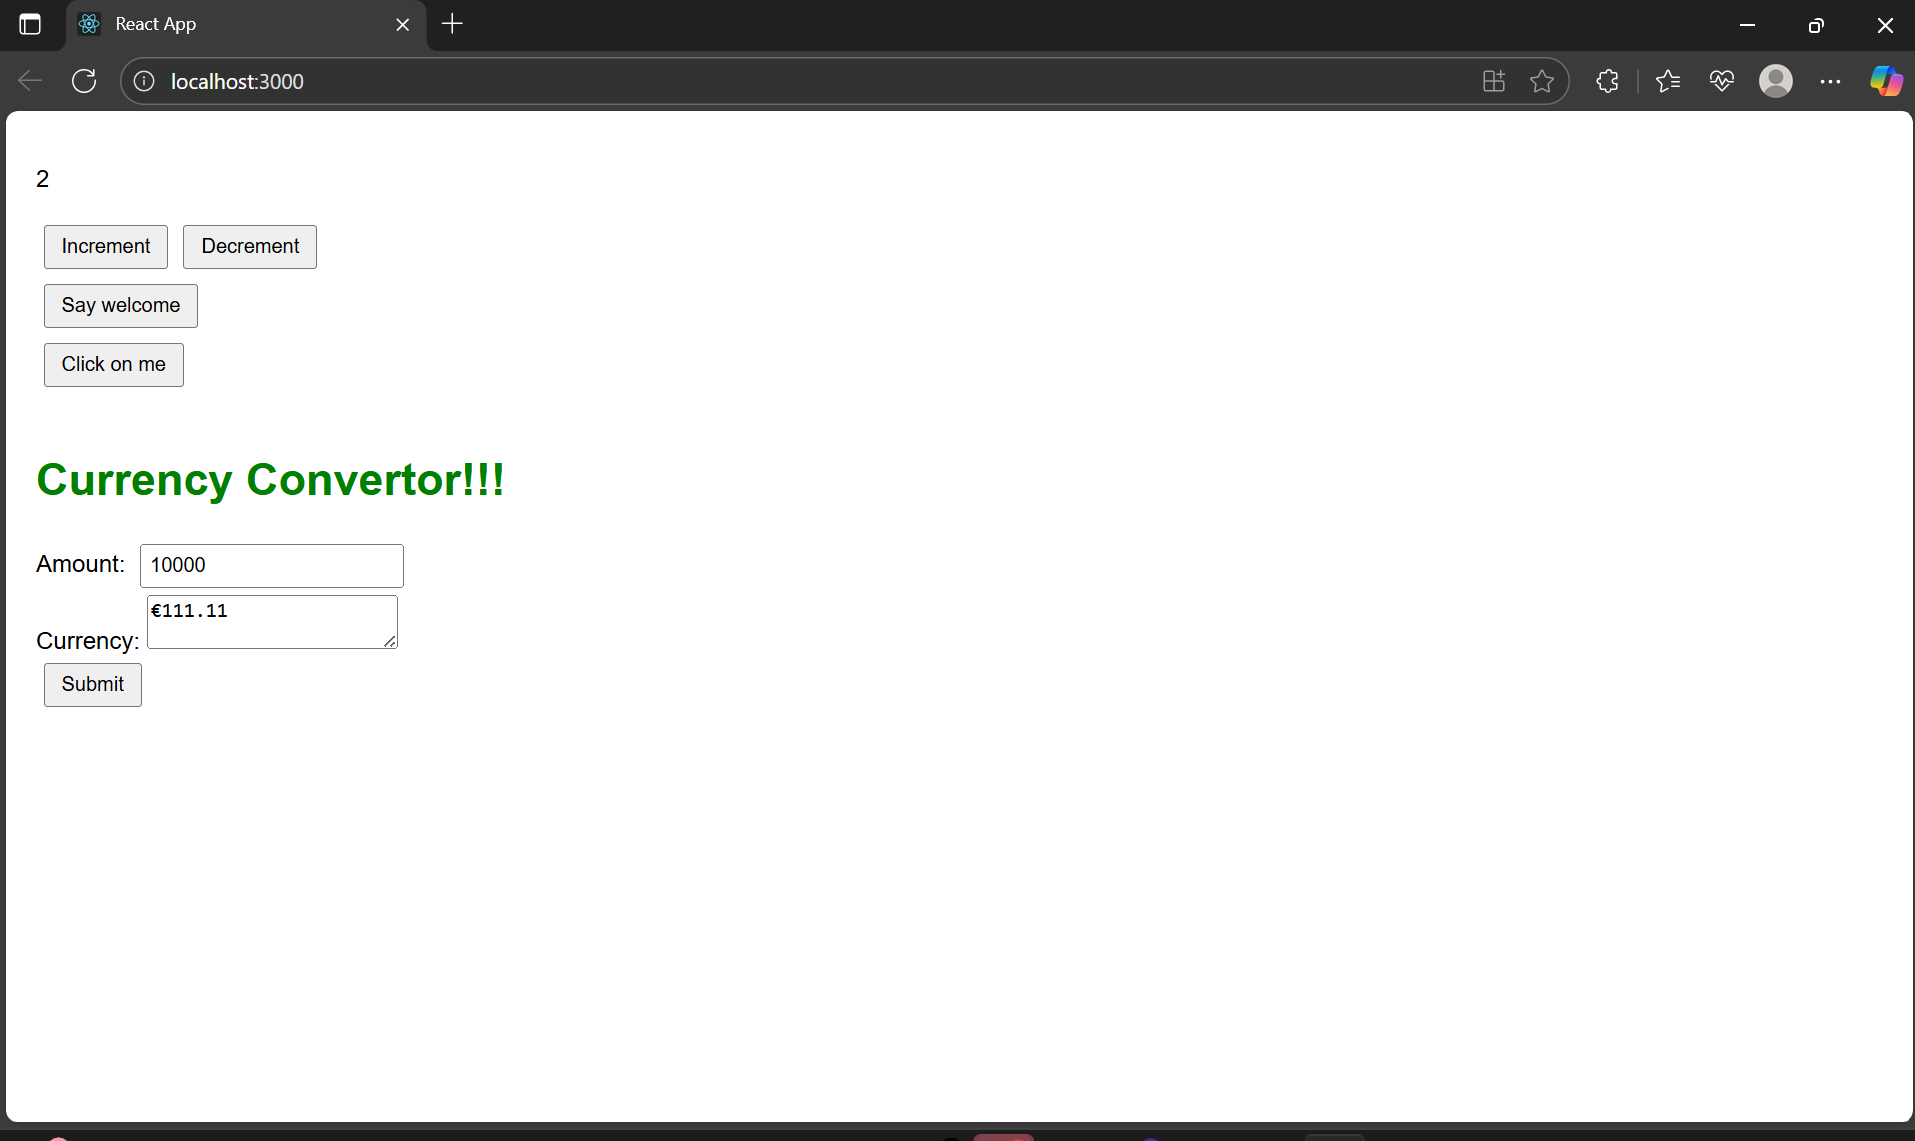 React App
localhost:3000
2
Increment Decrement
Say welcome
Click on me
Currency Convertor!!!
Amount: 10000
Currency: €111.11
Submit